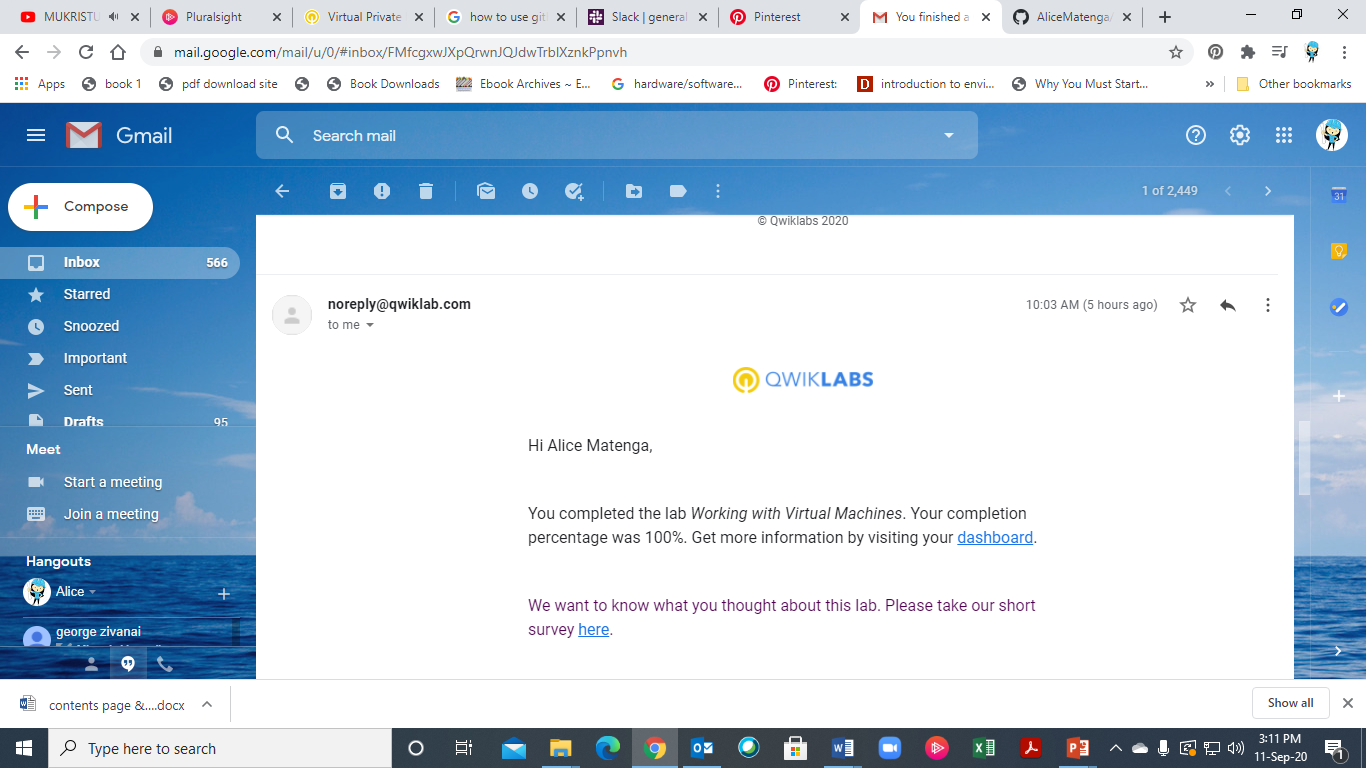 MUKRISTU
Pluralsight
Virtual Private
how to use git
Slack | general
Pinterest
You finished a
AliceMatenga/
mail.google.com/mail/u/0/#inbox/FMfcgxwJXpQrwnJQJdwTrblXznkPpnvh
Apps
book 1
pdf download site
Book Downloads
Ebook Archives ~ E...
hardware/software...
Pinterest:
introduction to envi...
Why You Must Start...
»
Other bookmarks
Gmail
Search mail
Compose
1 of 2,449
31
Inbox 566
Starred
Snoozed
Important
Sent
Drafts 95
Meet
Start a meeting
Join a meeting
Hangouts
Alice
george zivanai
© Qwiklabs 2020
noreply@qwiklab.com
10:03 AM (5 hours ago)
to me
QWIKLABS
Hi Alice Matenga,
You completed the lab Working with Virtual Machines. Your completion
percentage was 100%. Get more information by visiting your dashboard.
We want to know what you thought about this lab. Please take our short
survey here.
contents page &....docx
Show all
Type here to search
3:11 PM
11-Sep-20
1